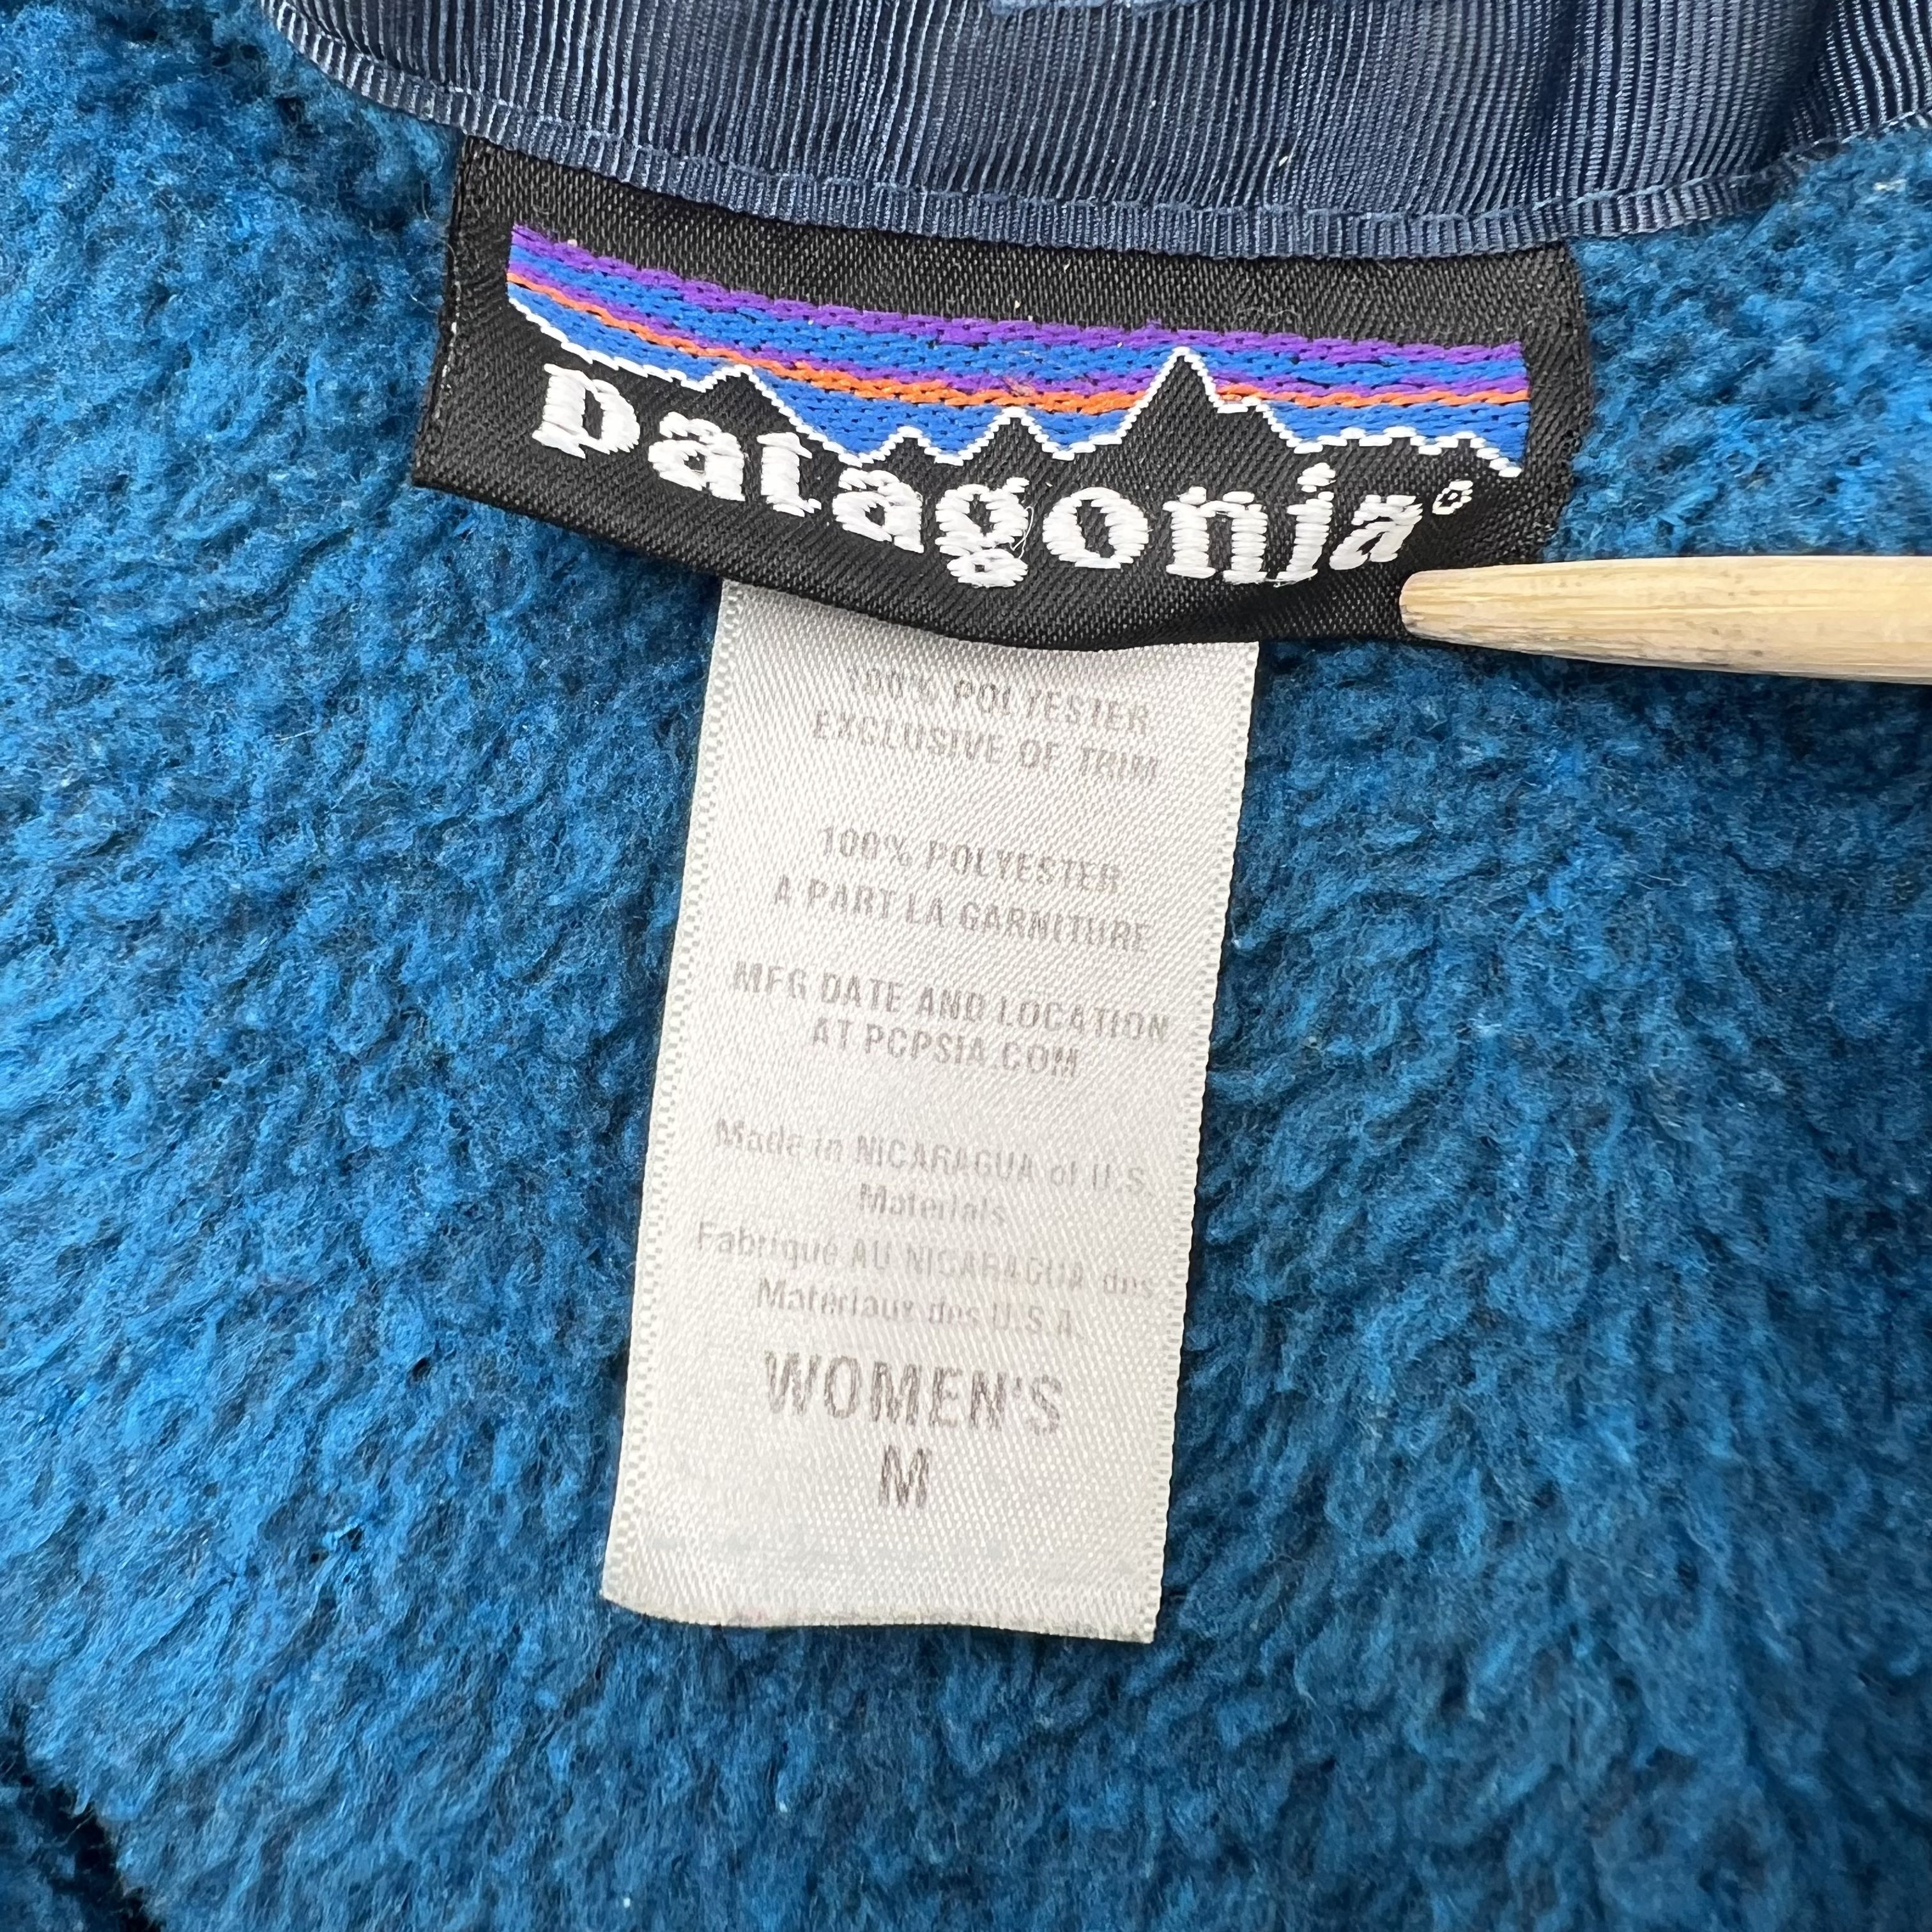 patagonia®
100% POLYESTER
EXCLUSIVE OF TRIM
100% POLYESTER
A PART LA GARNITURE
MFG DATE AND LOCATION
AT PCPSIA.COM
Made in NICARAGUA of U.S.
Materials
Fabriqué AU NICARAGUA des
Materiaux des U.S.A.
WOMEN'S
M